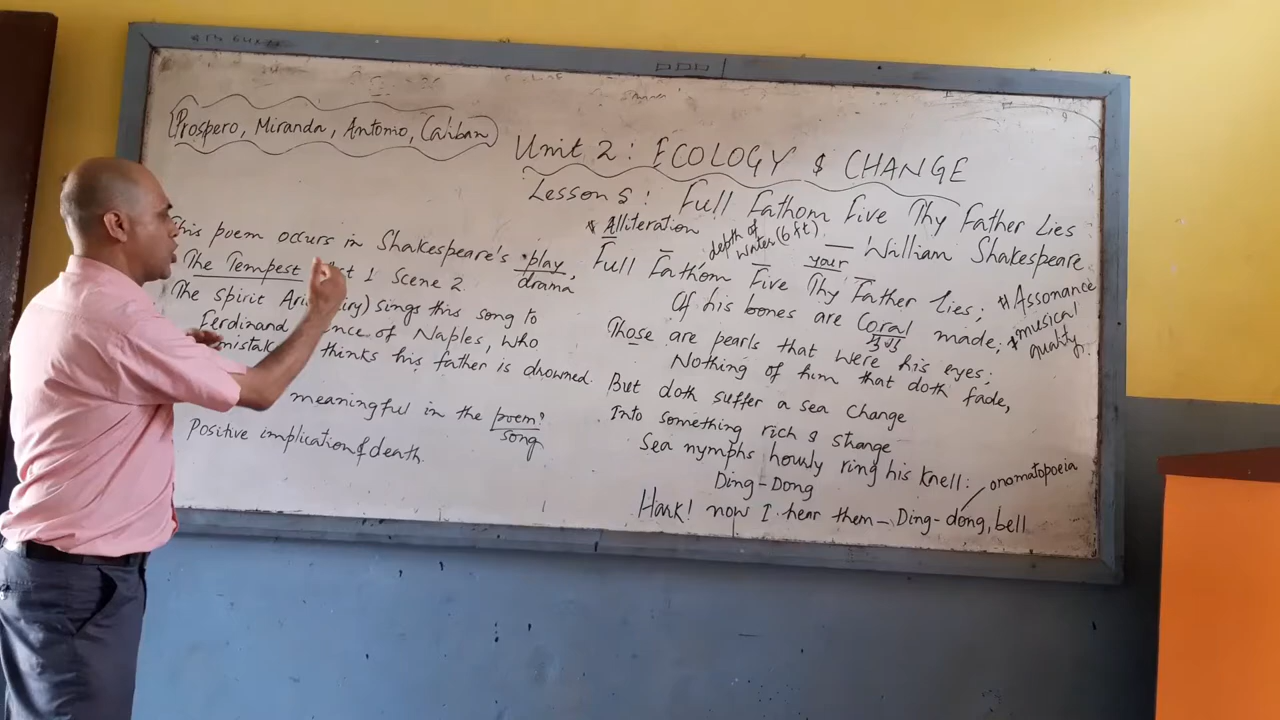 Prospero, Miranda, Antonio, Caliban
Unit 2: ECOLOGY & CHANGE
Lesson 5: Full Fathom Five Thy Father Lies
— William Shakespeare
This poem occurs in Shakespeare's play,
drama
The Tempest 1 Scene 2.
The spirit sings this song to
Ferdinand of Naples, who
thinks his father is drowned.
meaningful in the poem?
song
Positive implication of death.
* Alliteration
depth of
water (6 ft)
your
Full Fathom Five Thy Father lies;
Of his bones are Coral made;
# Assonance
* musical
quality
Those are pearls that were his eyes;
Nothing of him that doth fade,
But doth suffer a sea change
Into something rich & strange
Sea nymphs hourly ring his knell:
onomatopoeia
Ding-Dong
Hark! now I hear them – Ding-dong, bell